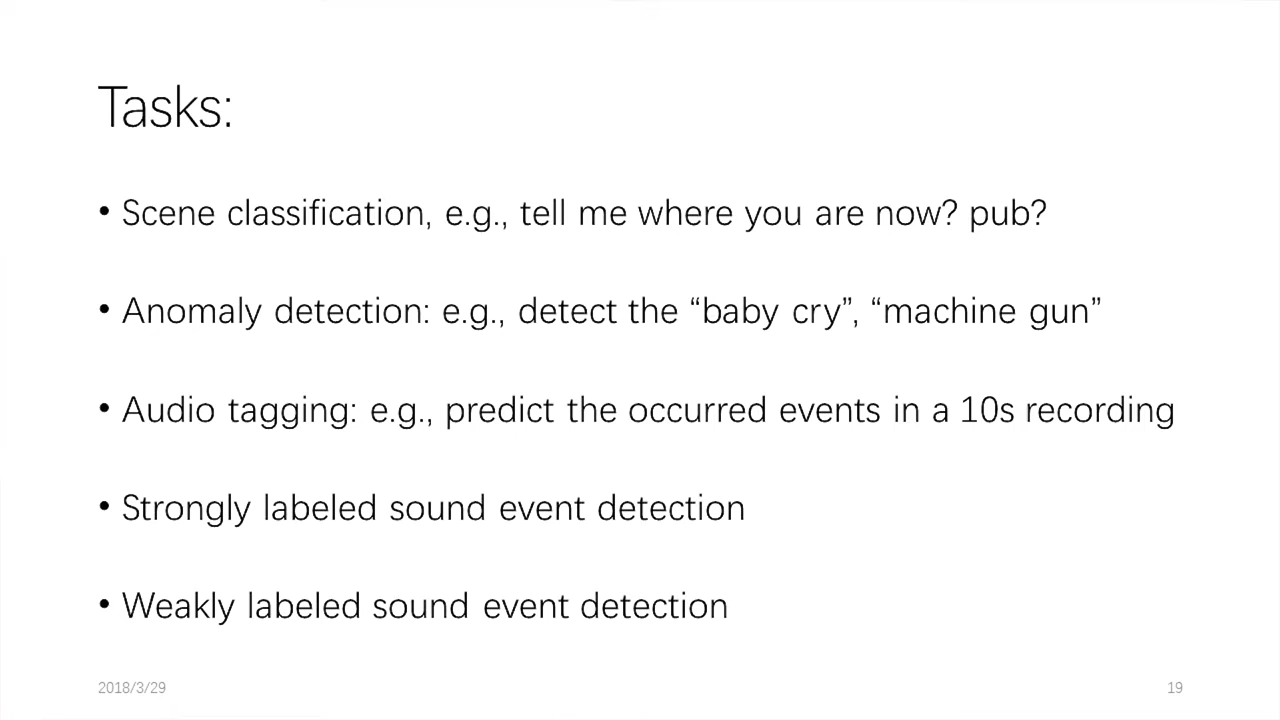 Tasks:
• Scene classification, e.g., tell me where you are now? pub?
• Anomaly detection: e.g., detect the “baby cry”, “machine gun”
• Audio tagging: e.g., predict the occurred events in a 10s recording
• Strongly labeled sound event detection
• Weakly labeled sound event detection
2018/3/29
19